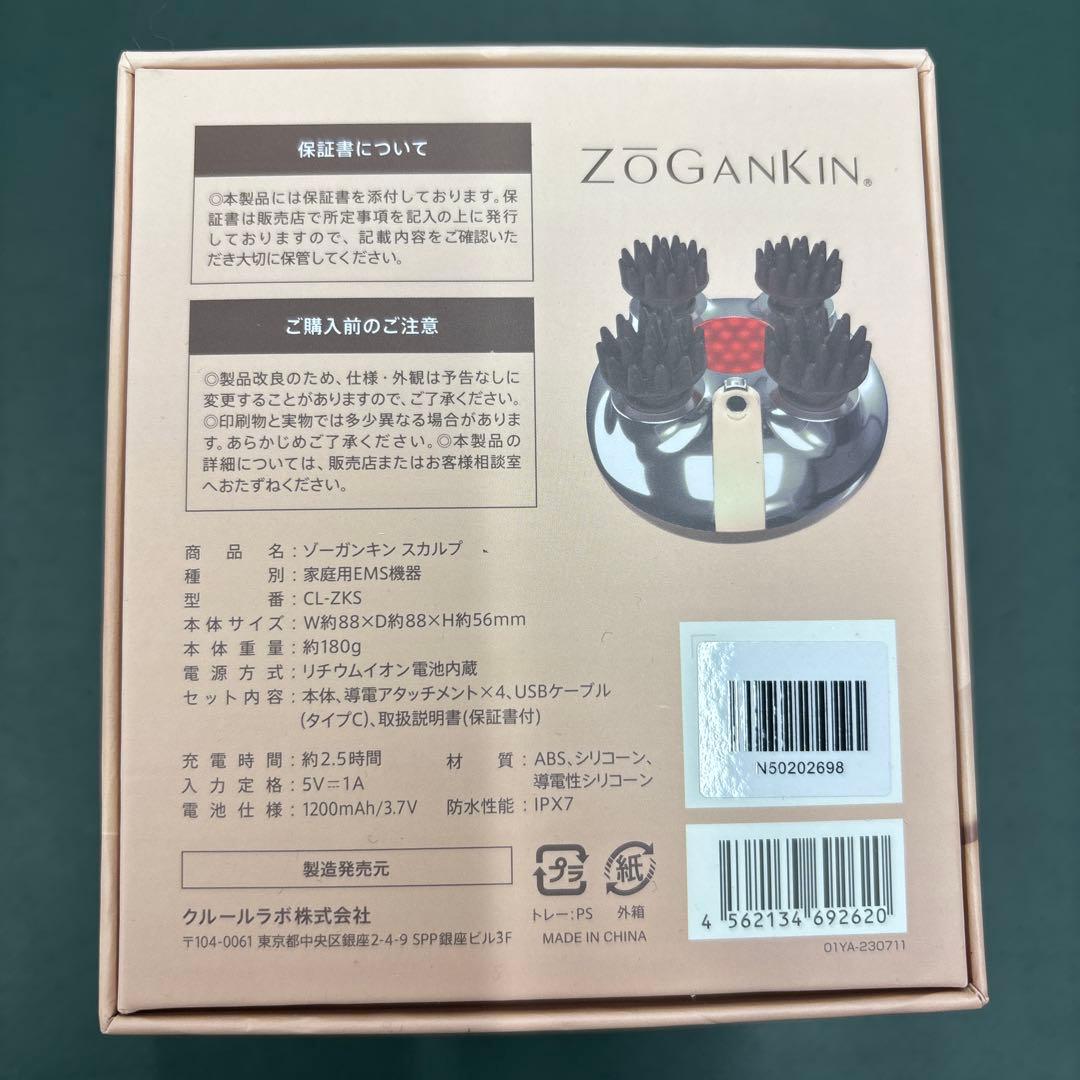 保証書について
◎本製品には保証書を添付しております。保
証書は販売店で所定事項を記入の上に発行
しておりますので、記載内容をご確認いた
だき大切に保管してください。
ご購入前のご注意
◎製品改良のため、仕様・外観は予告なしに
変更することがありますので、ご了承ください。
◎印刷物と実物では多少異なる場合がありま
す。あらかじめご了承ください。◎本製品の
詳細については、販売店またはお客様相談室
へおたずねください。
ZŌGANKIN®
商品名：ゾーガンキン スカルプ
種別：家庭用EMS機器
型番：CL-ZKS
本体サイズ：W約88×D約88×H約56mm
本体重量：約180g
電源方式：リチウムイオン電池内蔵
セット内容：本体、導電アタッチメント×4、USBケーブル
(タイプC)、取扱説明書(保証書付)
充電時間：約2.5時間
入力定格：5V⎓1A
電池仕様：1200mAh/3.7V
材質：ABS、シリコーン、
導電性シリコーン
防水性能：IPX7
製造発売元
クルールラボ株式会社
〒104-0061 東京都中央区銀座2-4-9 SPP銀座ビル3F
プラ
紙
トレー:PS 外箱
MADE IN CHINA
N50202698
4 562134 692620
01YA-230711